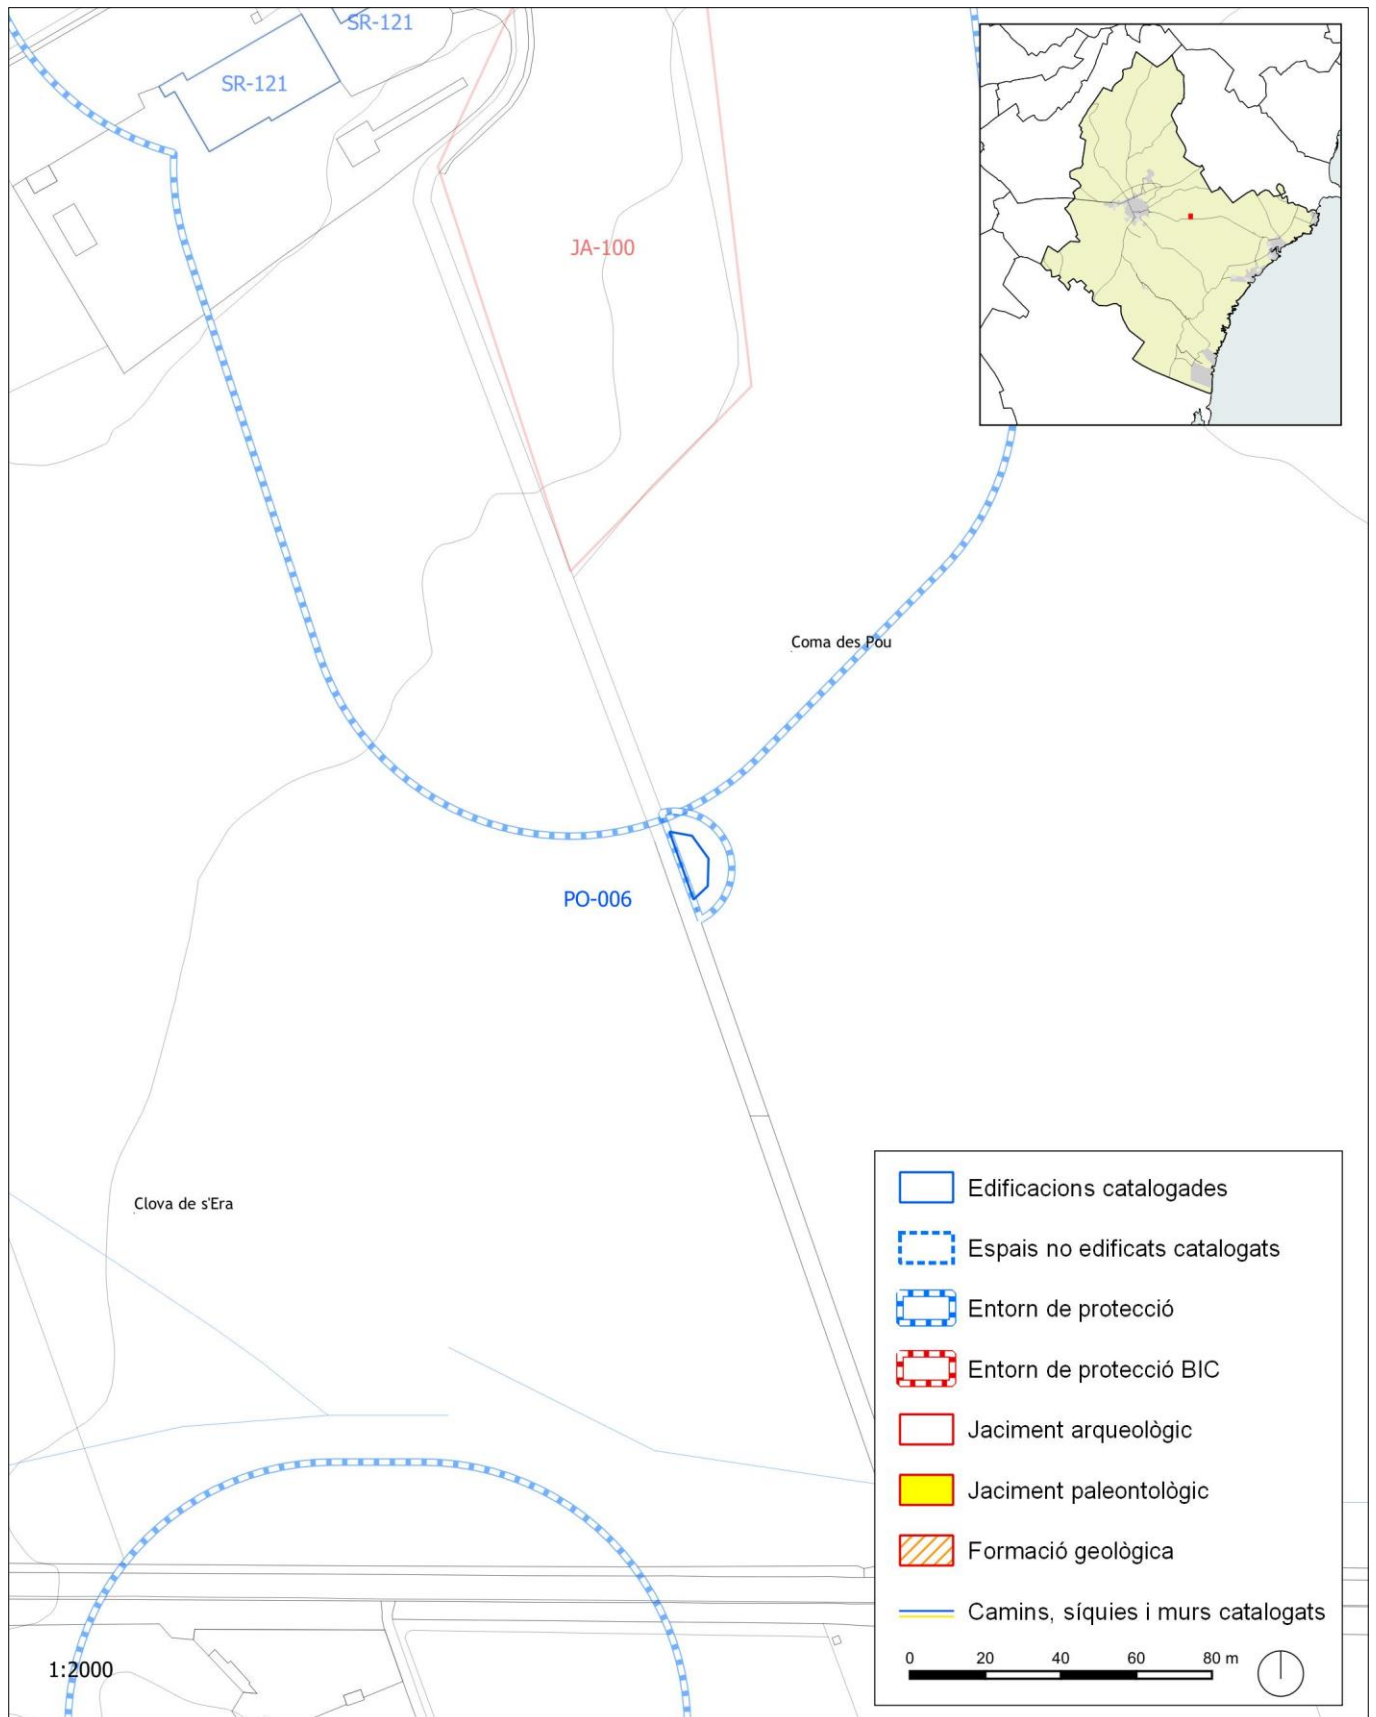 SR-121
SR-121
JA-100
Coma des Pou
PO-006
Clova de s'Era
Edificacions catalogades
Espais no edificats catalogats
Entorn de protecció
Entorn de protecció BIC
Jaciment arqueològic
Jaciment paleontològic
Formació geològica
Camins, síquies i murs catalogats
0 20 40 60 80 m
1:2000